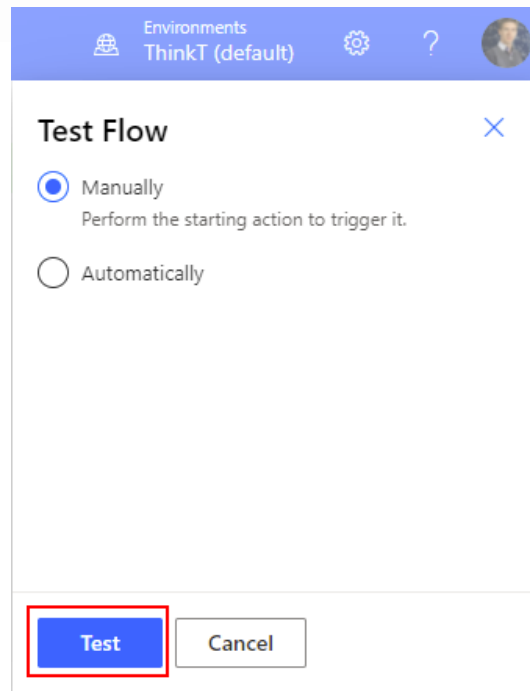 Environments
ThinkT (default)
Test Flow
Manually
Perform the starting action to trigger it.
Automatically
Test
Cancel